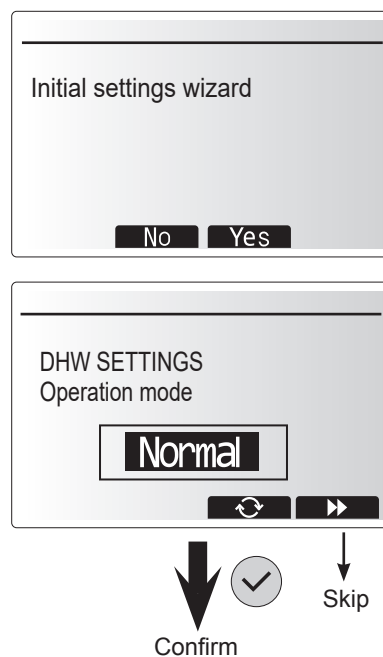 Initial settings wizard
No Yes
DHW SETTINGS
Operation mode
Normal
Skip
Confirm